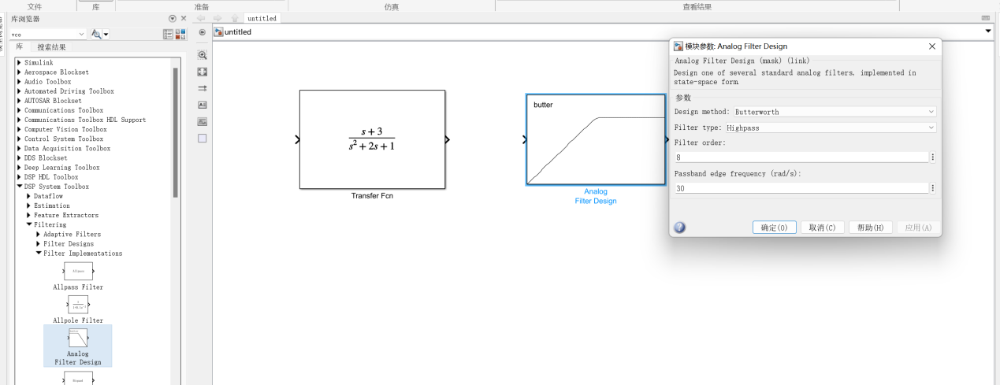 文件
库
准备
仿真
查看结果
库浏览器
vco
库 搜索结果
Simulink
Aerospace Blockset
Audio Toolbox
Automated Driving Toolbox
AUTOSAR Blockset
Communications Toolbox
Communications Toolbox HDL Support
Computer Vision Toolbox
Control System Toolbox
Data Acquisition Toolbox
DDS Blockset
Deep Learning Toolbox
DSP HDL Toolbox
DSP System Toolbox
Dataflow
Estimation
Feature Extractors
Filtering
Adaptive Filters
Filter Designs
Filter Implementations
Allpass
Allpass Filter
Allpole Filter
Analog
Filter Design
untitled
untitled
s + 3
s² + 2s + 1
Transfer Fcn
butter
Analog
Filter Design
模块参数: Analog Filter Design
Analog Filter Design (mask) (link)
Design one of several standard analog filters, implemented in
state-space form.
参数
Design method: Butterworth
Filter type: Highpass
Filter order:
8
Passband edge frequency (rad/s):
30
确定(O) 取消(C) 帮助(H) 应用(A)